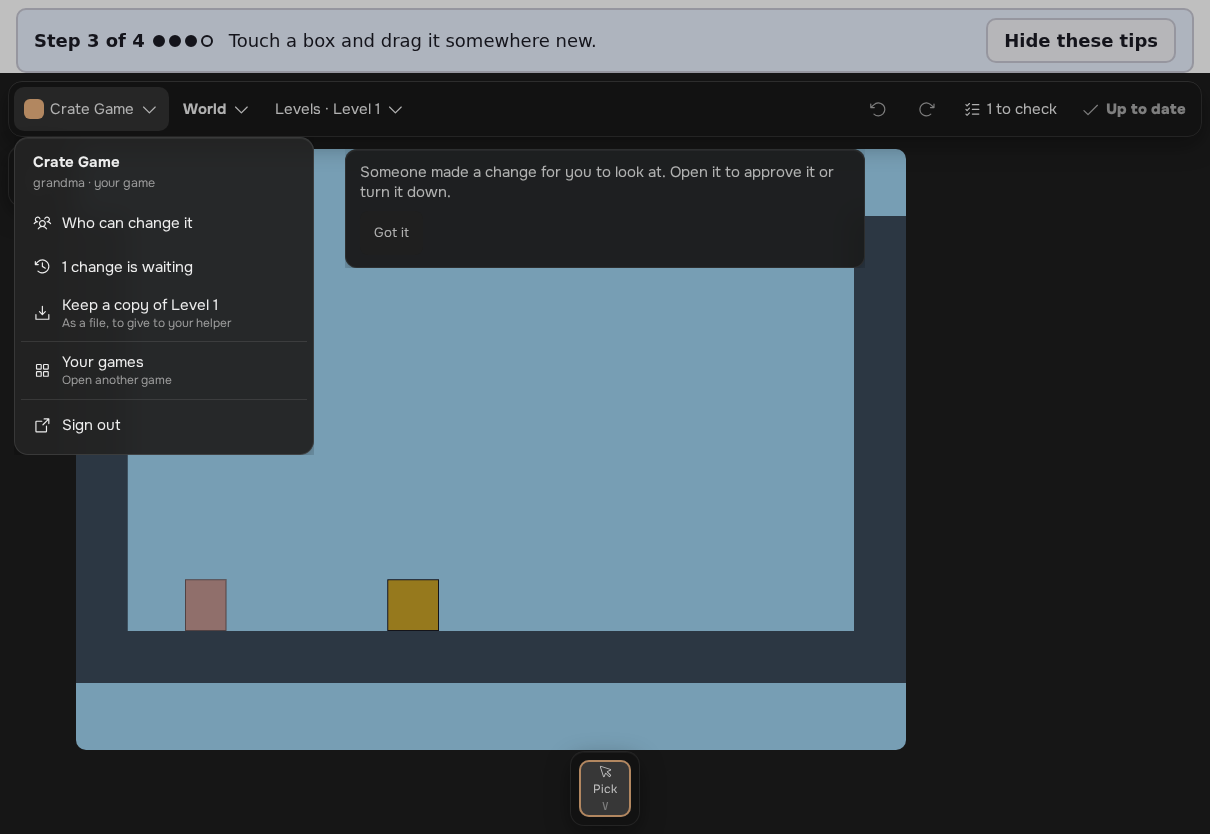 Step 3 of 4 Touch a box and drag it somewhere new. Hide these tips
Crate Game World Levels · Level 1 1 to check Up to date
Crate Game
grandma · your game
Who can change it
1 change is waiting
Keep a copy of Level 1
As a file, to give to your helper
Your games
Open another game
Sign out
Someone made a change for you to look at. Open it to approve it or
turn it down.
Got it
Pick
V